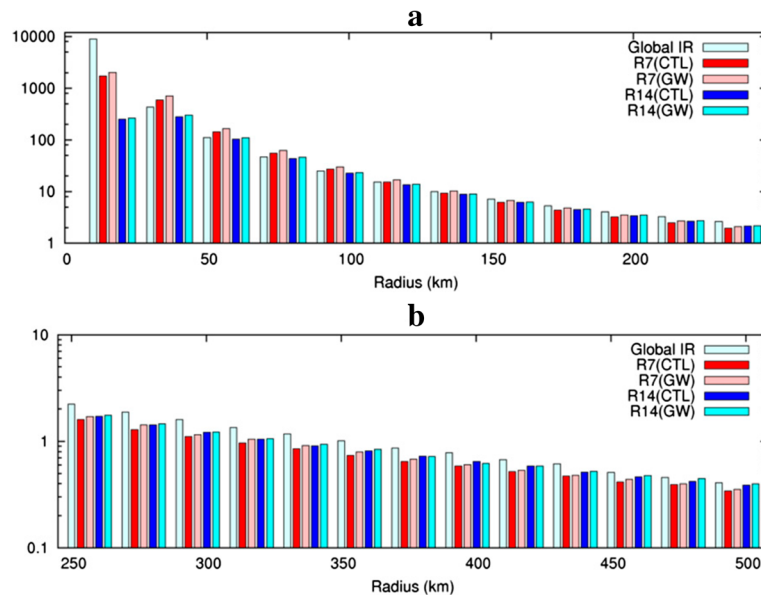 a
10000
1000
100
10
1
Global IR
R7(CTL)
R7(GW)
R14(CTL)
R14(GW)
0 50 100 150 200
Radius (km)
b
10
1
0.1
Global IR
R7(CTL)
R7(GW)
R14(CTL)
R14(GW)
250 300 350 400 450 500
Radius (km)